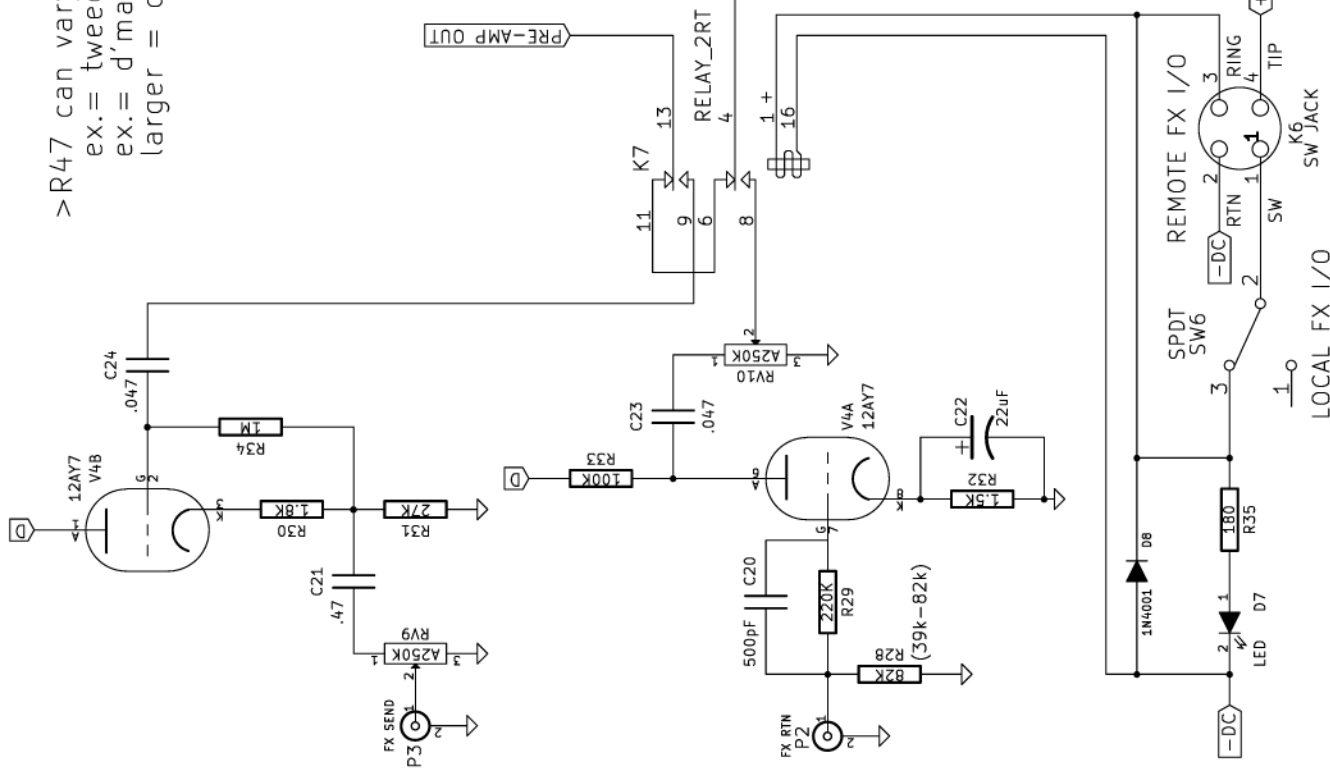 >R47 can vary
ex.= tweed
ex.= d'ma
larger = 
PRE-AMP OUT
RELAY_2RT
K7
13
4
1 +
16
11
9
6
8
REMOTE FX I/O
3
RING
4
TIP
2
RTN
1
1
SW
K6
SW JACK
-DC
2
SPDT
SW6
3
1
LOCAL FX I/O
C24
.047
12AY7
V4B
D
1
A
G
2
3
K
1M
R34
1.8K
R30
27K
R31
C21
.47
RV9
A250K
1
2
3
FX SEND
P3
1
2
D
R33
100K
C23
.047
2
1
A250K
3
RV10
6
A
V4A
12AY7
G
7
8
K
C22
22uF
+
R32
1.5K
C20
500pF
220K
R29
R28
82K
(39k-82k)
FX RTN
P2
1
2
D8
1N4001
180
R35
1
D7
2
LED
-DC